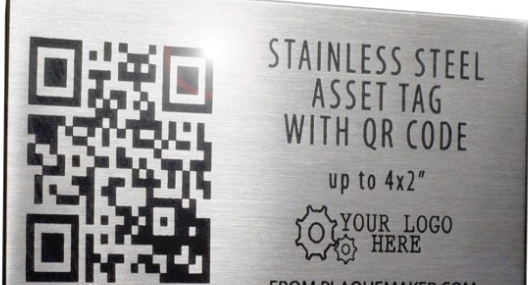 STAINLESS STEEL
ASSET TAG
WITH QR CODE
up to 4x2"
YOUR LOGO
HERE
FROM PLAQUEMAKER.COM